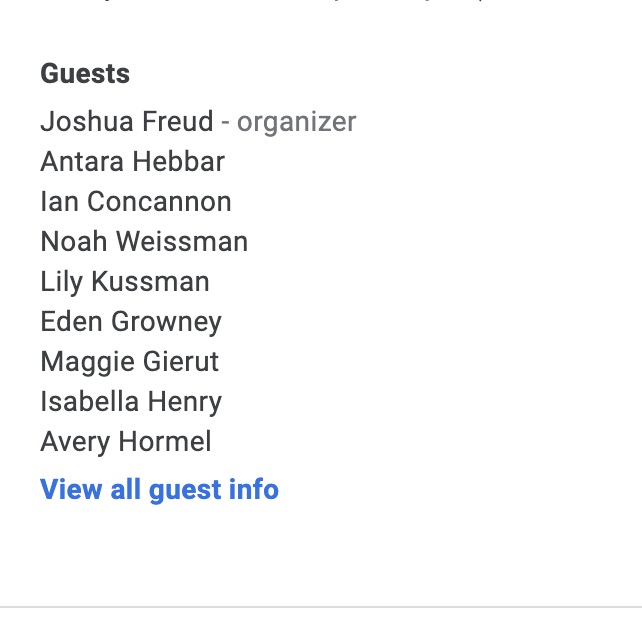 Guests
Joshua Freud - organizer
Antara Hebbar
Ian Concannon
Noah Weissman
Lily Kussman
Eden Growney
Maggie Gierut
Isabella Henry
Avery Hormel
View all guest info